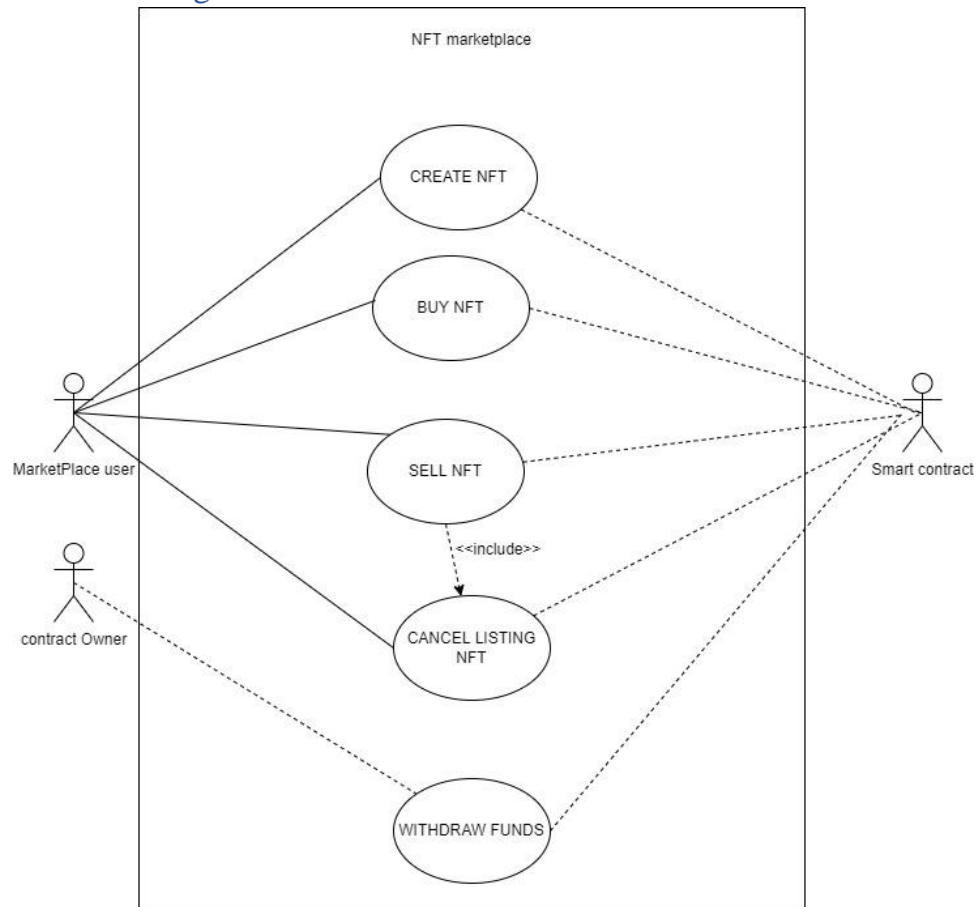 NFT marketplace
CREATE NFT
BUY NFT
MarketPlace user
SELL NFT
Smart contract
<<include>>
contract Owner
CANCEL LISTING
NFT
WITHDRAW FUNDS